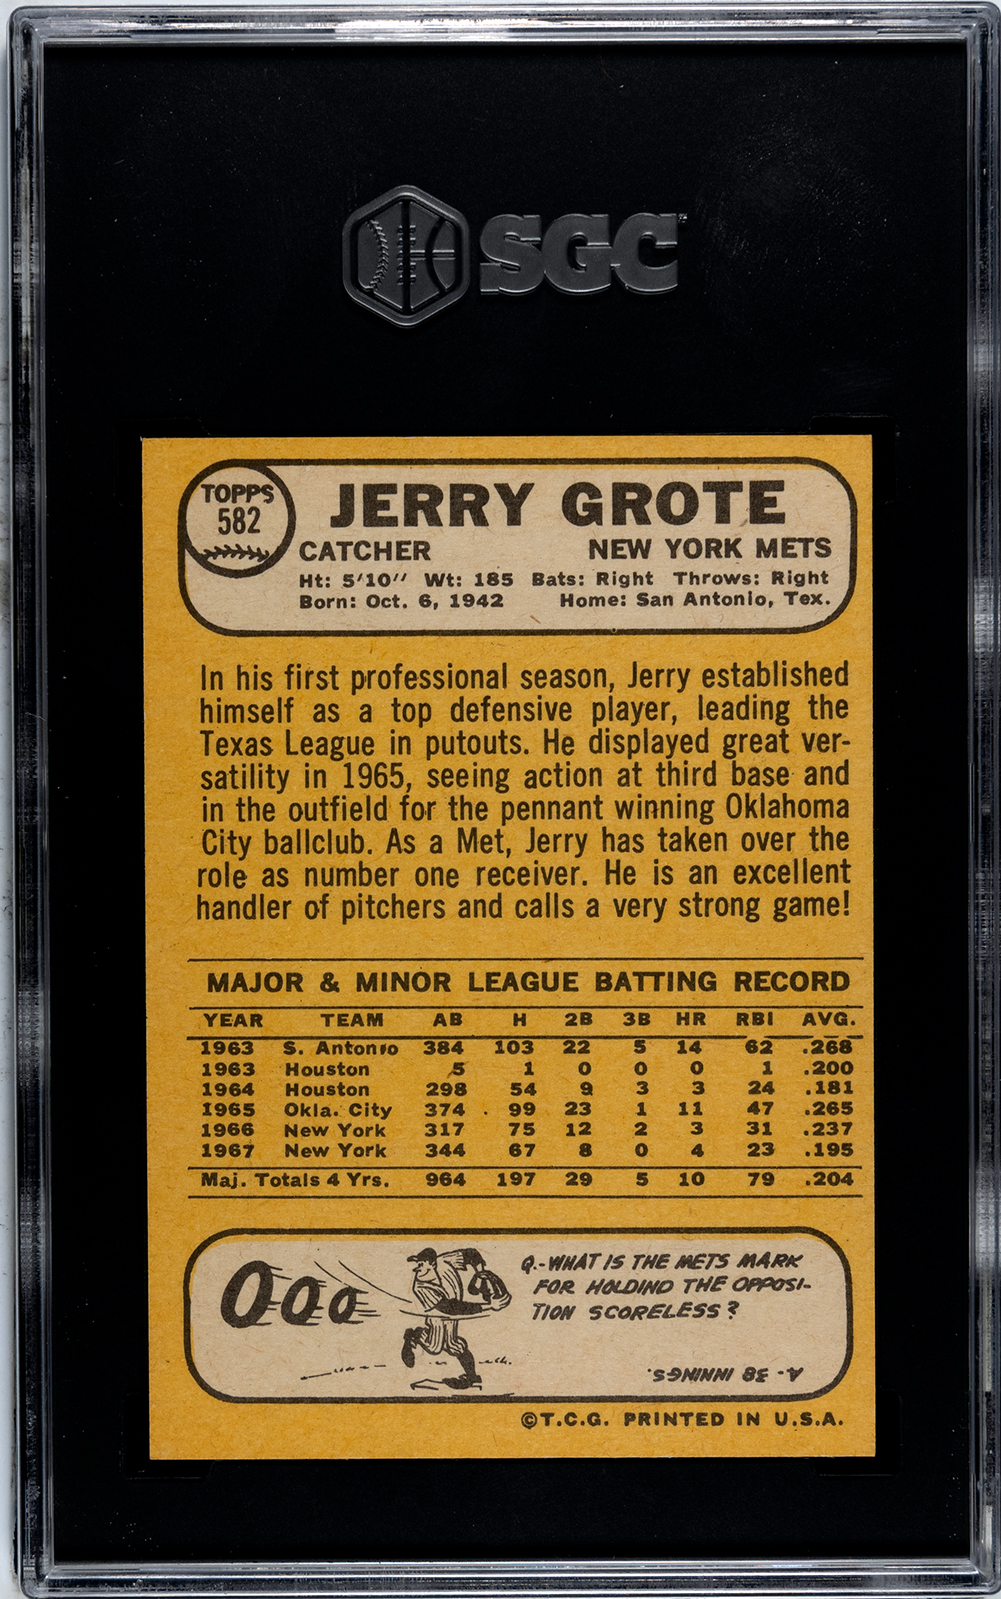 SGC
TOPPS
582
JERRY GROTE
CATCHER NEW YORK METS
Ht: 5'10" Wt: 185 Bats: Right Throws: Right
Born: Oct. 6, 1942 Home: San Antonio, Tex.
In his first professional season, Jerry established
himself as a top defensive player, leading the
Texas League in putouts. He displayed great ver-
satility in 1965, seeing action at third base and
in the outfield for the pennant winning Oklahoma
City ballclub. As a Met, Jerry has taken over the
role as number one receiver. He is an excellent
handler of pitchers and calls a very strong game!
MAJOR & MINOR LEAGUE BATTING RECORD
YEAR TEAM AB H 2B 3B HR RBI AVG.
1963 S. Antonio 384 103 22 5 14 62 .268
1963 Houston 5 1 0 0 0 1 .200
1964 Houston 298 54 9 3 3 24 .181
1965 Okla. City 374 99 23 1 11 47 .265
1966 New York 317 75 12 2 3 31 .237
1967 New York 344 67 8 0 4 23 .195
Maj. Totals 4 Yrs. 964 197 29 5 10 79 .204
000
Q.-WHAT IS THE METS MARK
FOR HOLDIND THE OPPOSI-
TION SCORELESS?
A- 38 INNINGS.
©T.C.G. PRINTED IN U.S.A.